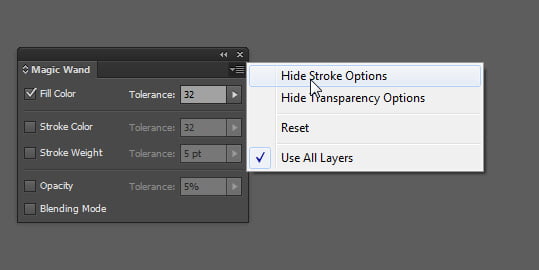 Magic Wand
Fill Color Tolerance: 32
Stroke Color Tolerance: 32
Stroke Weight Tolerance: 5 pt
Opacity Tolerance: 5%
Blending Mode
Hide Stroke Options
Hide Transparency Options
Reset
Use All Layers